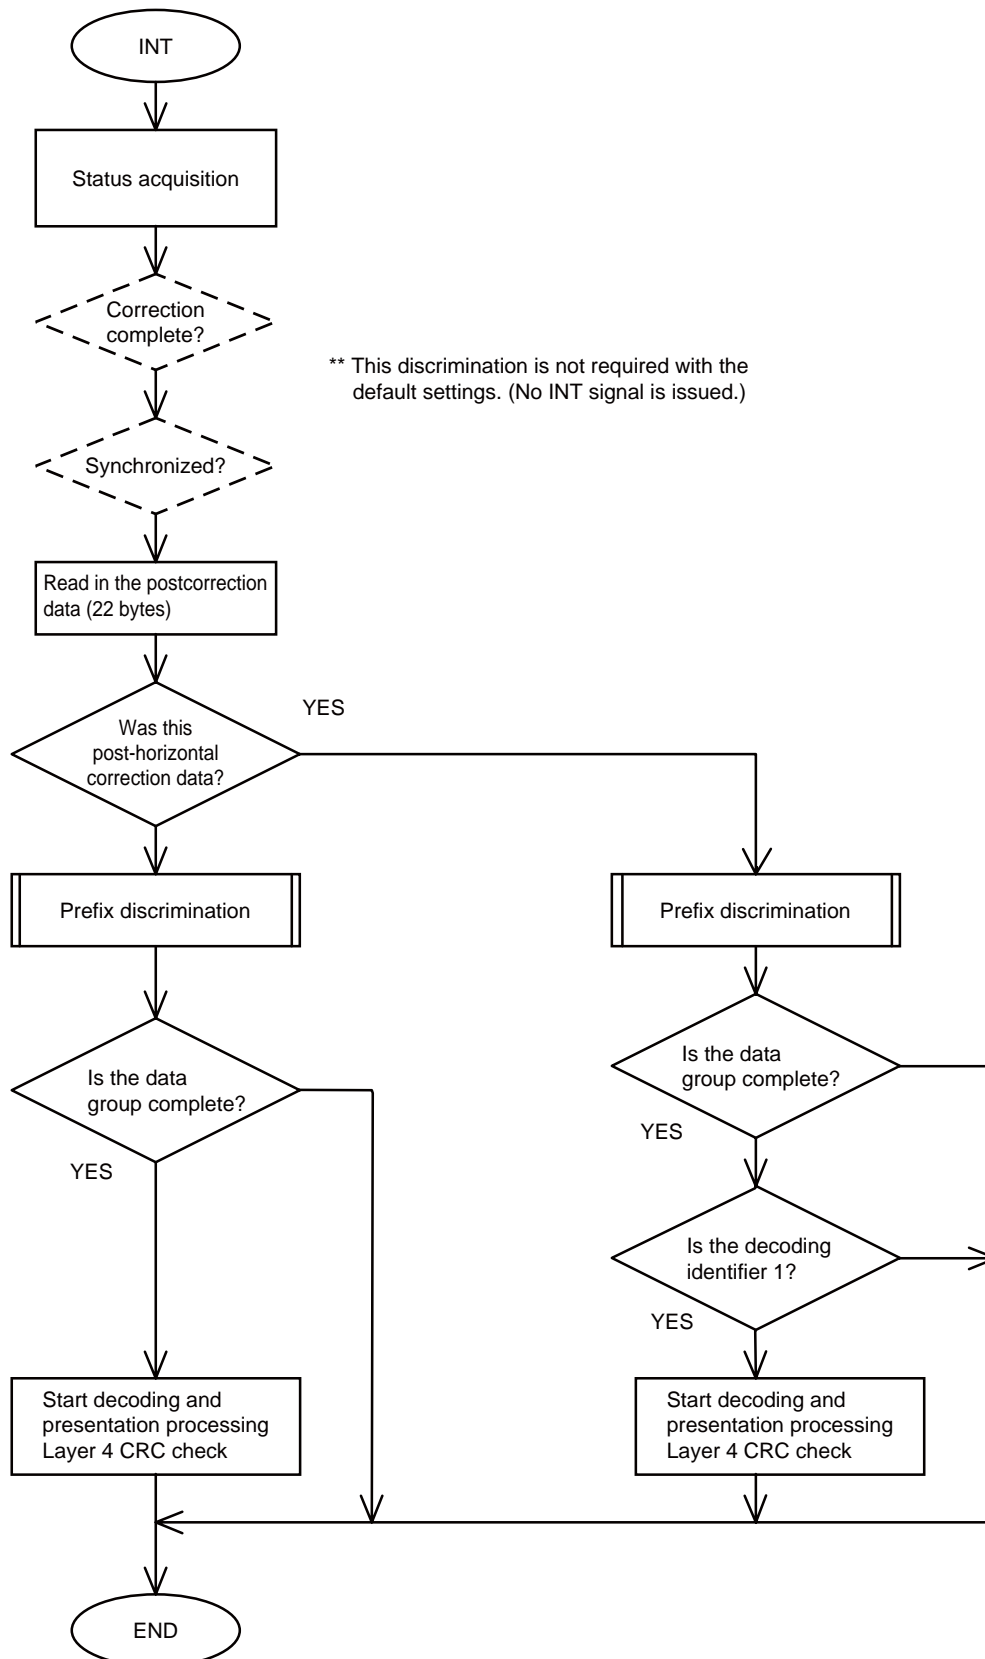 INT
Status acquisition
Correction
complete?
** This discrimination is not required with the
default settings. (No INT signal is issued.)
Synchronized?
Read in the postcorrection
data (22 bytes)
YES
Was this
post-horizontal
correction data?
Prefix discrimination
Prefix discrimination
Is the data
group complete?
YES
Is the data
group complete?
YES
Is the decoding
identifier 1?
YES
Start decoding and
presentation processing
Layer 4 CRC check
Start decoding and
presentation processing
Layer 4 CRC check
END